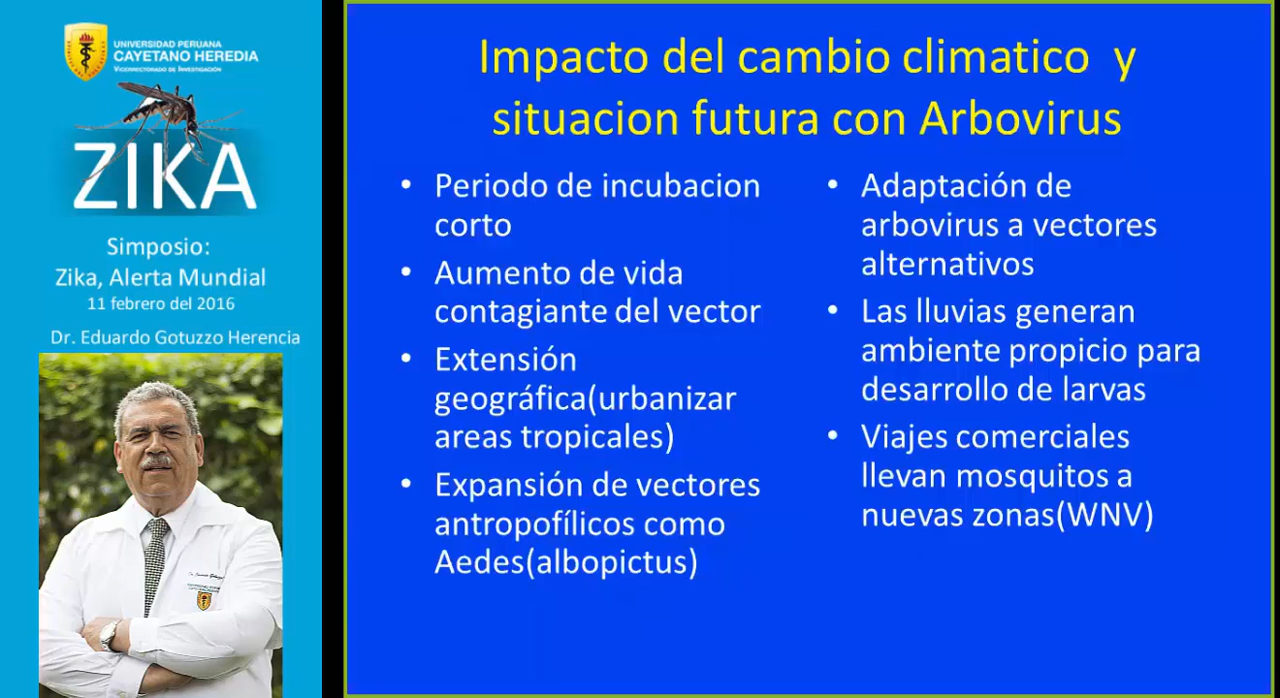 UNIVERSIDAD PERUANA
CAYETANO HEREDIA
VICERRECTORADO DE INVESTIGACIÓN
ZIKA
Simposio:
Zika, Alerta Mundial
11 febrero del 2016
Dr. Eduardo Gotuzzo Herencia
Impacto del cambio climatico y
situacion futura con Arbovirus
• Periodo de incubacion
corto
• Aumento de vida
contagiante del vector
• Extensión
geográfica(urbanizar
areas tropicales)
• Expansión de vectores
antropofílicos como
Aedes(albopictus)
• Adaptación de
arbovirus a vectores
alternativos
• Las lluvias generan
ambiente propicio para
desarrollo de larvas
• Viajes comerciales
llevan mosquitos a
nuevas zonas(WNV)